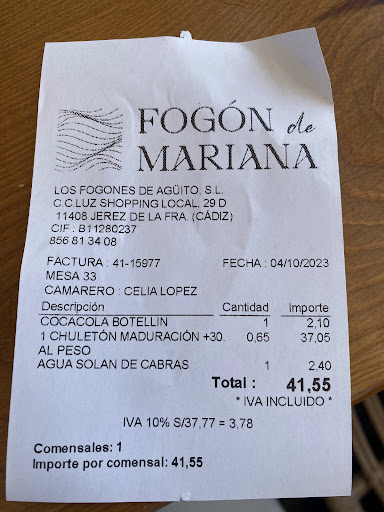 FOGÓN de
MARIANA
LOS FOGONES DE AGÜITO, S.L.
C.C.LUZ SHOPPING LOCAL, 29 D
11408 JEREZ DE LA FRA. (CÁDIZ)
CIF : B11280237
856 81 34 08
FACTURA : 41-15977 FECHA : 04/10/2023
MESA 33
CAMARERO : CELIA LOPEZ
Descripción Cantidad Importe
COCACOLA BOTELLIN 1 2,10
1 CHULETÓN MADURACIÓN +30. 0,65 37,05
AL PESO
AGUA SOLAN DE CABRAS 1 2,40
Total : 41,55
* IVA INCLUIDO *
IVA 10% S/37,77 = 3,78
Comensales: 1
Importe por comensal: 41,55